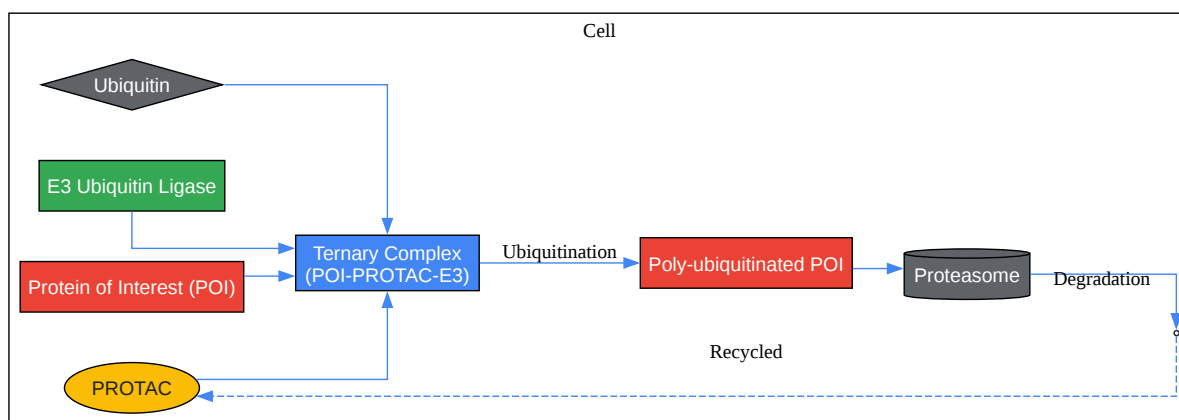 Cell
Ubiquitin
E3 Ubiquitin Ligase
Protein of Interest (POI)
PROTAC
Ternary Complex
(POI-PROTAC-E3)
Ubiquitination
Poly-ubiquitinated POI
Proteasome
Degradation
Recycled